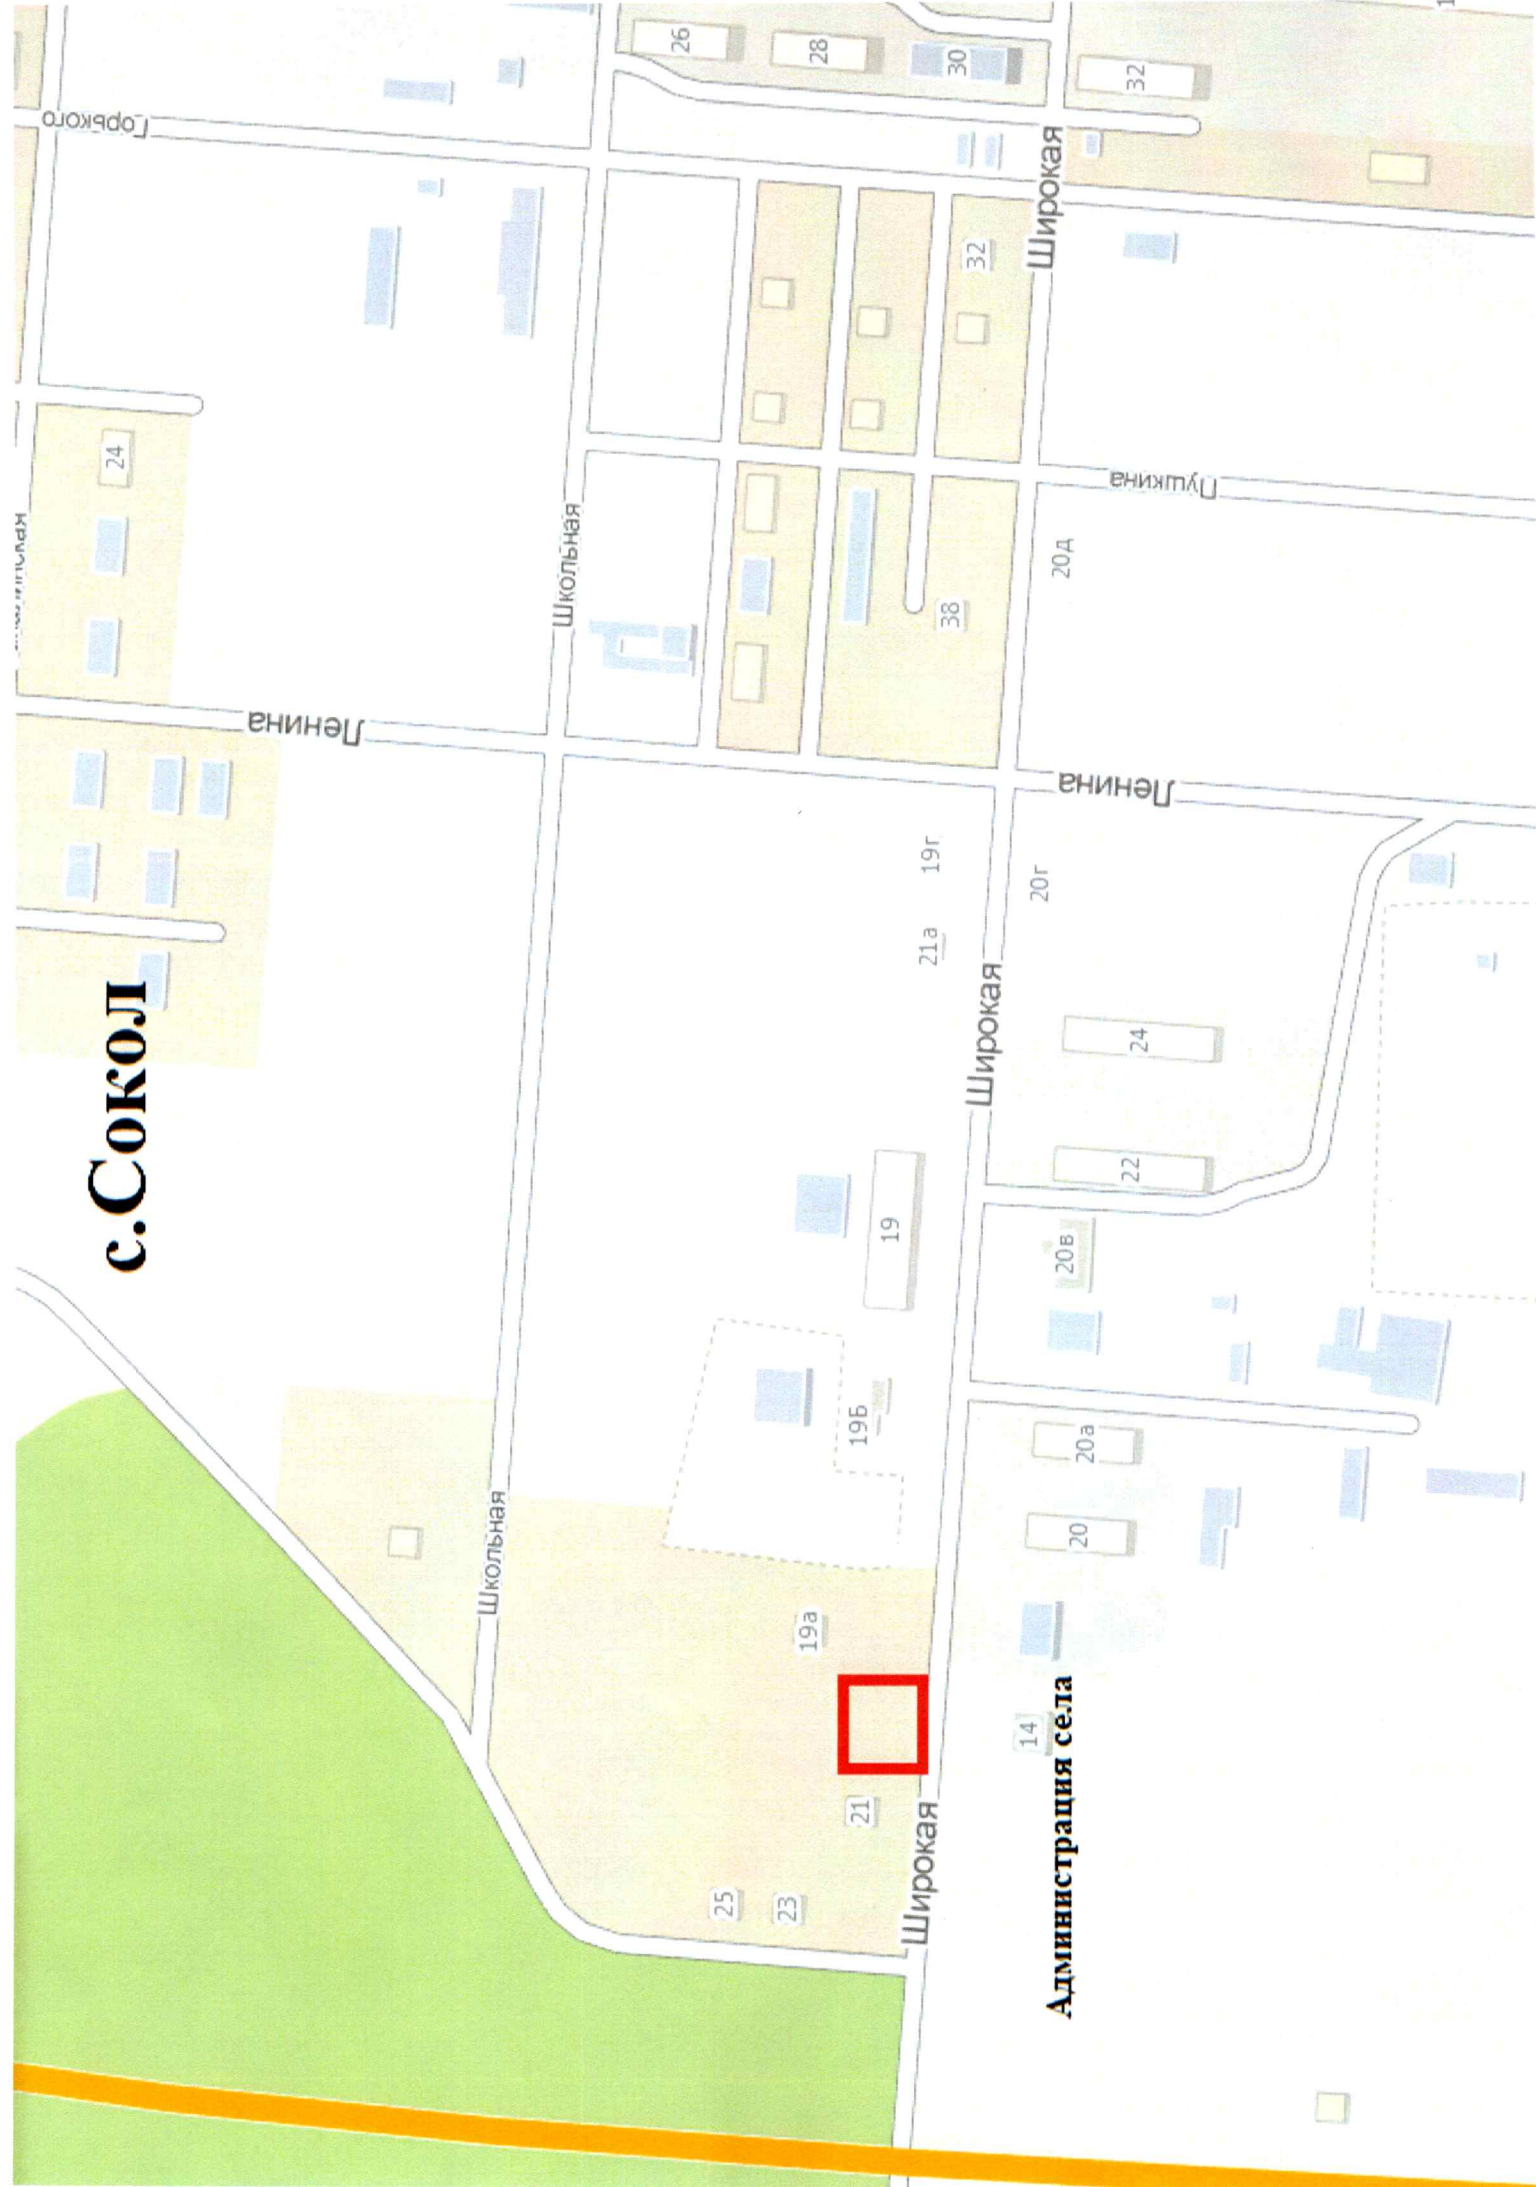 с.Сокол
Горького
24
Ленина
Школьная
Школьная
26
28
30
32
Широкая
32
38
20д
Пушкина
Ленина
19г
21а
20г
Широкая
24
22
19
20в
19Б
20а
20
19а
14
Администрация села
21
23
25
Широкая